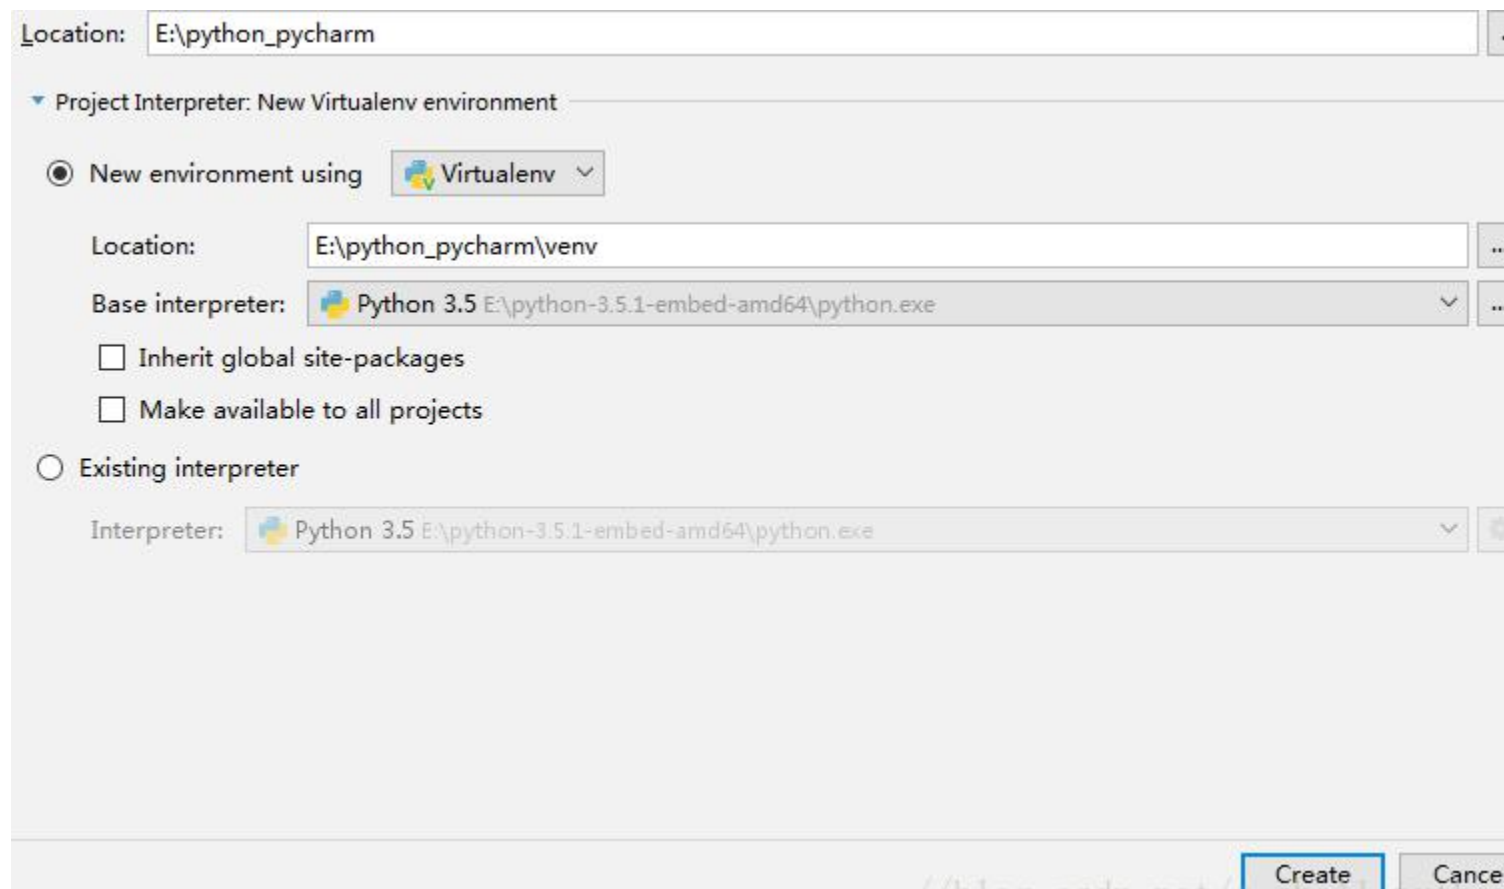 Location: E:\python_pycharm
Project Interpreter: New Virtualenv environment
New environment using Virtualenv
Location: E:\python_pycharm\venv ...
Base interpreter: Python 3.5 E:\python-3.5.1-embed-amd64\python.exe ...
Inherit global site-packages
Make available to all projects
Existing interpreter
Interpreter: Python 3.5 E:\python-3.5.1-embed-amd64\python.exe
Create Cance